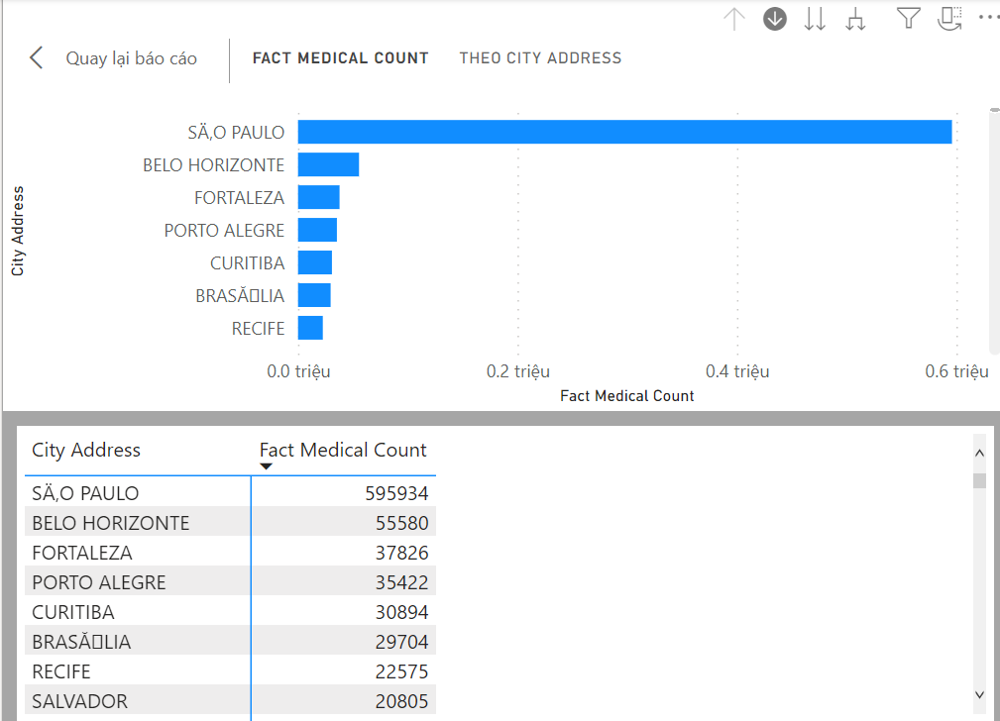 Quay lại báo cáo
FACT MEDICAL COUNT
THEO CITY ADDRESS
City Address
SÄ,O PAULO
BELO HORIZONTE
FORTALEZA
PORTO ALEGRE
CURITIBA
BRASĂ▯LIA
RECIFE
0.0 triệu 0.2 triệu 0.4 triệu 0.6 triệu
Fact Medical Count
City Address Fact Medical Count
SÄ,O PAULO 595934
BELO HORIZONTE 55580
FORTALEZA 37826
PORTO ALEGRE 35422
CURITIBA 30894
BRASĂ▯LIA 29704
RECIFE 22575
SALVADOR 20805